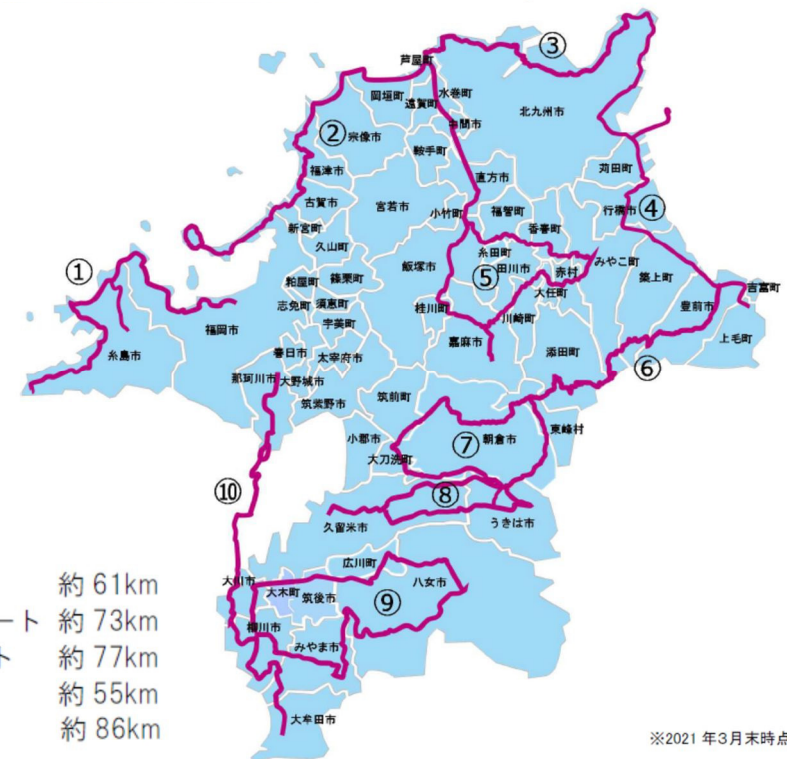 ③
芦屋町
岡垣町
遠賀町
水巻町
北九州市
中間市
②
宗像市
鞍手町
福津市
直方市
苅田町
古賀市
宮若市
小竹町
福智町
行橋市
④
香春町
新宮町
久山町
糸田町
みやこ町
①
飯塚市
⑤
田川市
赤村
築上町
吉富町
粕屋町
篠栗町
大任町
豊前市
志免町
須恵町
桂川町
川崎町
福岡市
宇美町
上毛町
糸島市
春日市
太宰府市
嘉麻市
添田町
⑥
那珂川市
大野城市
筑紫野市
筑前町
小郡市
⑦
朝倉市
東峰村
大刀洗町
⑩
⑧
久留米市
うきは市
広川町
大川市
大木町
筑後市
八女市
⑨
柳川市
みやま市
大牟田市
約 61km
ート 約 73km
ト 約 77km
約 55km
約 86km
※2021 年3月末時点